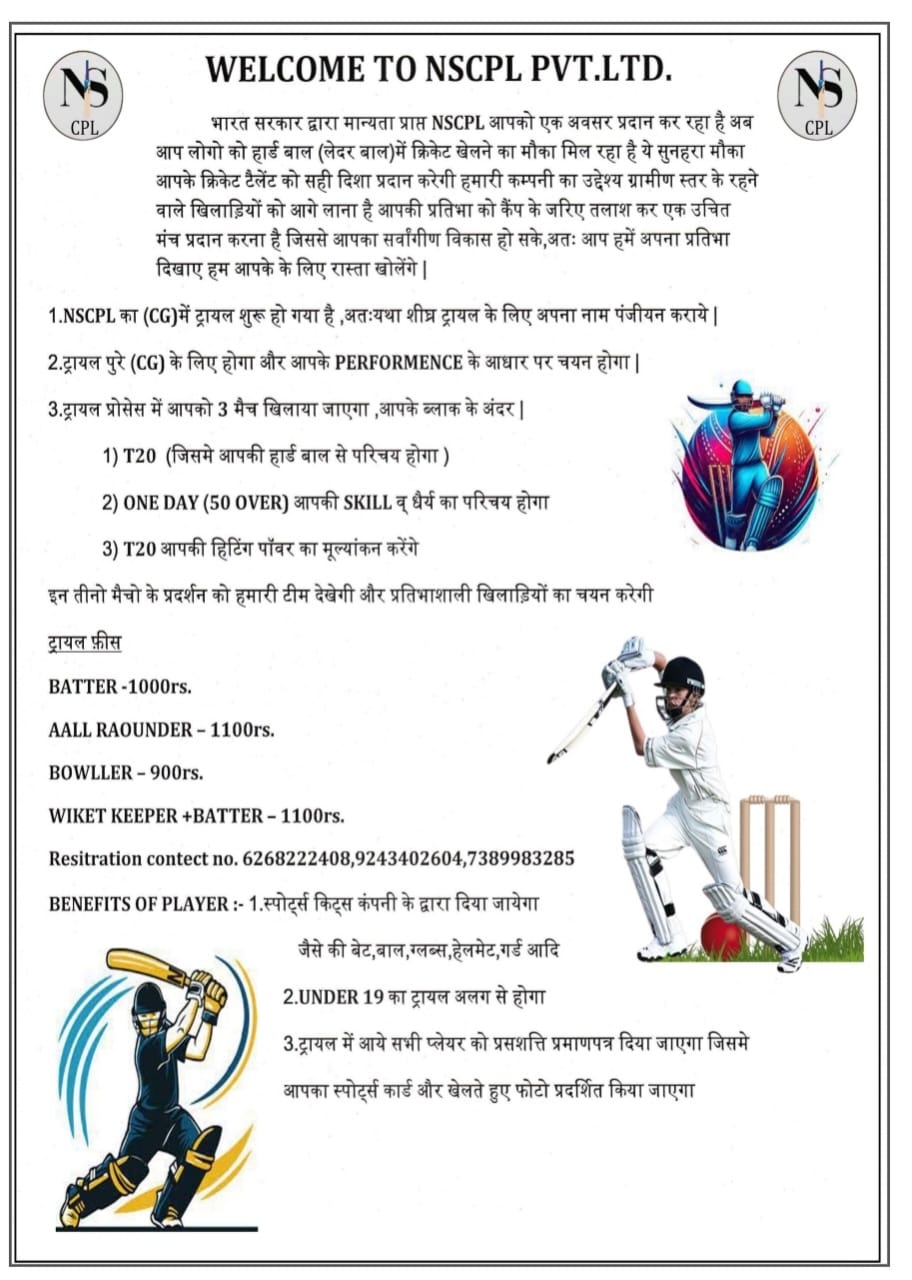 NS CPL
WELCOME TO NSCPL PVT.LTD.
NS CPL
भारत सरकार द्वारा मान्यता प्राप्त NSCPL आपको एक अवसर प्रदान कर रहा है अब
आप लोगो को हार्ड बाल (लेदर बाल)में क्रिकेट खेलने का मौका मिल रहा है ये सुनहरा मौका
आपके क्रिकेट टैलेंट को सही दिशा प्रदान करेगी हमारी कम्पनी का उद्देश्य ग्रामीण स्तर के रहने
वाले खिलाड़ियों को आगे लाना है आपकी प्रतिभा को कैंप के जरिए तलाश कर एक उचित
मंच प्रदान करना है जिससे आपका सर्वांगीण विकास हो सके,अतः आप हमें अपना प्रतिभा
दिखाए हम आपके के लिए रास्ता खोलेंगे |
1.NSCPL का (CG)में ट्रायल शुरू हो गया है ,अतःयथा शीघ्र ट्रायल के लिए अपना नाम पंजीयन कराये |
2.ट्रायल पुरे (CG) के लिए होगा और आपके PERFORMENCE के आधार पर चयन होगा |
3.ट्रायल प्रोसेस में आपको 3 मैच खिलाया जाएगा ,आपके ब्लाक के अंदर |
1) T20 (जिसमे आपकी हार्ड बाल से परिचय होगा )
2) ONE DAY (50 OVER) आपकी SKILL व् धैर्य का परिचय होगा
3) T20 आपकी हिटिंग पॉवर का मूल्यांकन करेंगे
इन तीनो मैचो के प्रदर्शन को हमारी टीम देखेगी और प्रतिभाशाली खिलाड़ियों का चयन करेगी
ट्रायल फ़ीस
BATTER -1000rs.
AALL RAOUNDER – 1100rs.
BOWLLER – 900rs.
WIKET KEEPER +BATTER – 1100rs.
Resitration contect no. 6268222408,9243402604,7389983285
BENEFITS OF PLAYER :- 1.स्पोर्ट्स किट्स कंपनी के द्वारा दिया जायेगा
जैसे की बेट,बाल,ग्लब्स,हेलमेट,गर्ड आदि
2.UNDER 19 का ट्रायल अलग से होगा
3.ट्रायल में आये सभी प्लेयर को प्रसशत्ति प्रमाणपत्र दिया जाएगा जिसमे
आपका स्पोर्ट्स कार्ड और खेलते हुए फोटो प्रदर्शित किया जाएगा